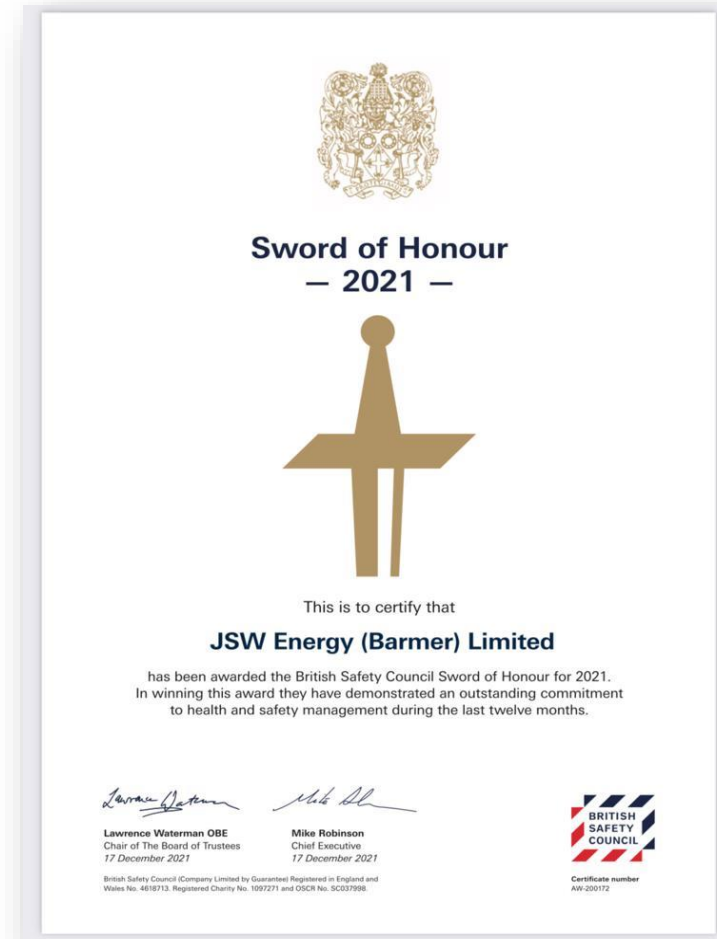 Sword of Honour
— 2021 —
This is to certify that
JSW Energy (Barmer) Limited
has been awarded the British Safety Council Sword of Honour for 2021.
In winning this award they have demonstrated an outstanding commitment
to health and safety management during the last twelve months.
Lawrence Waterman OBE
Chair of The Board of Trustees
17 December 2021
Mike Robinson
Chief Executive
17 December 2021
British Safety Council (Company Limited by Guarantee) Registered in England and
Wales No. 4618713. Registered Charity No. 1097271 and OSCR No. SC037998.
BRITISH
SAFETY
COUNCIL
Certificate number
AW-200172